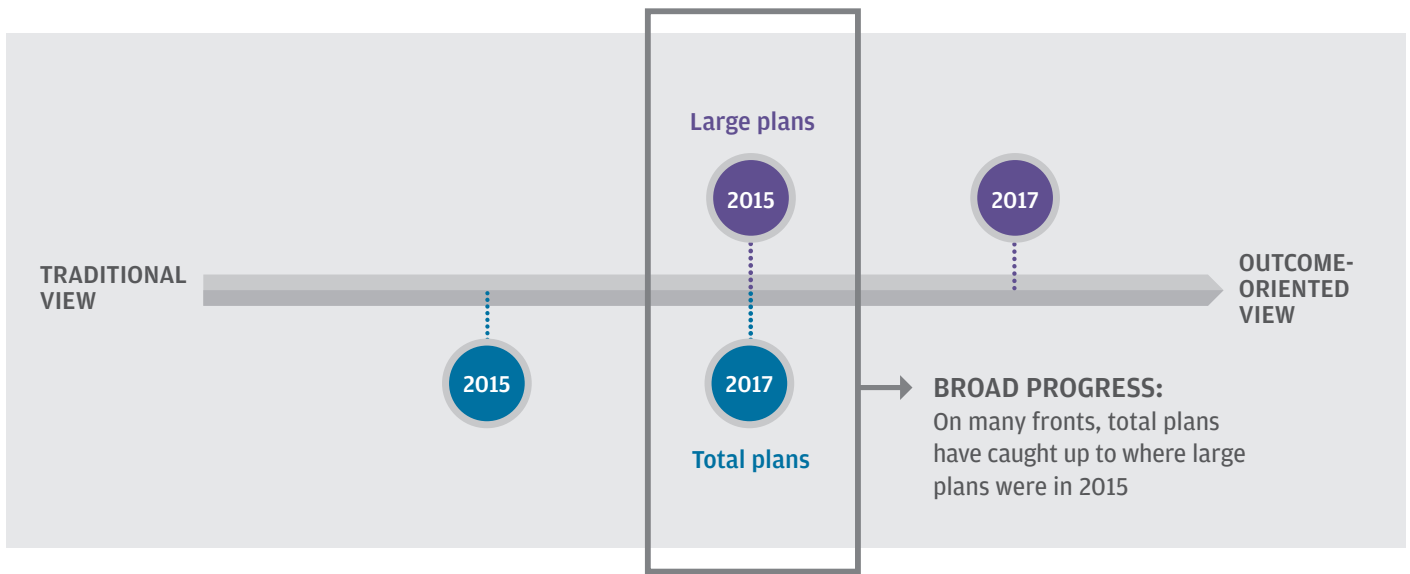 Large plans
2015
2017
TRADITIONAL
VIEW
OUTCOME-
ORIENTED
VIEW
2015
2017
Total plans
BROAD PROGRESS:
On many fronts, total plans
have caught up to where large
plans were in 2015